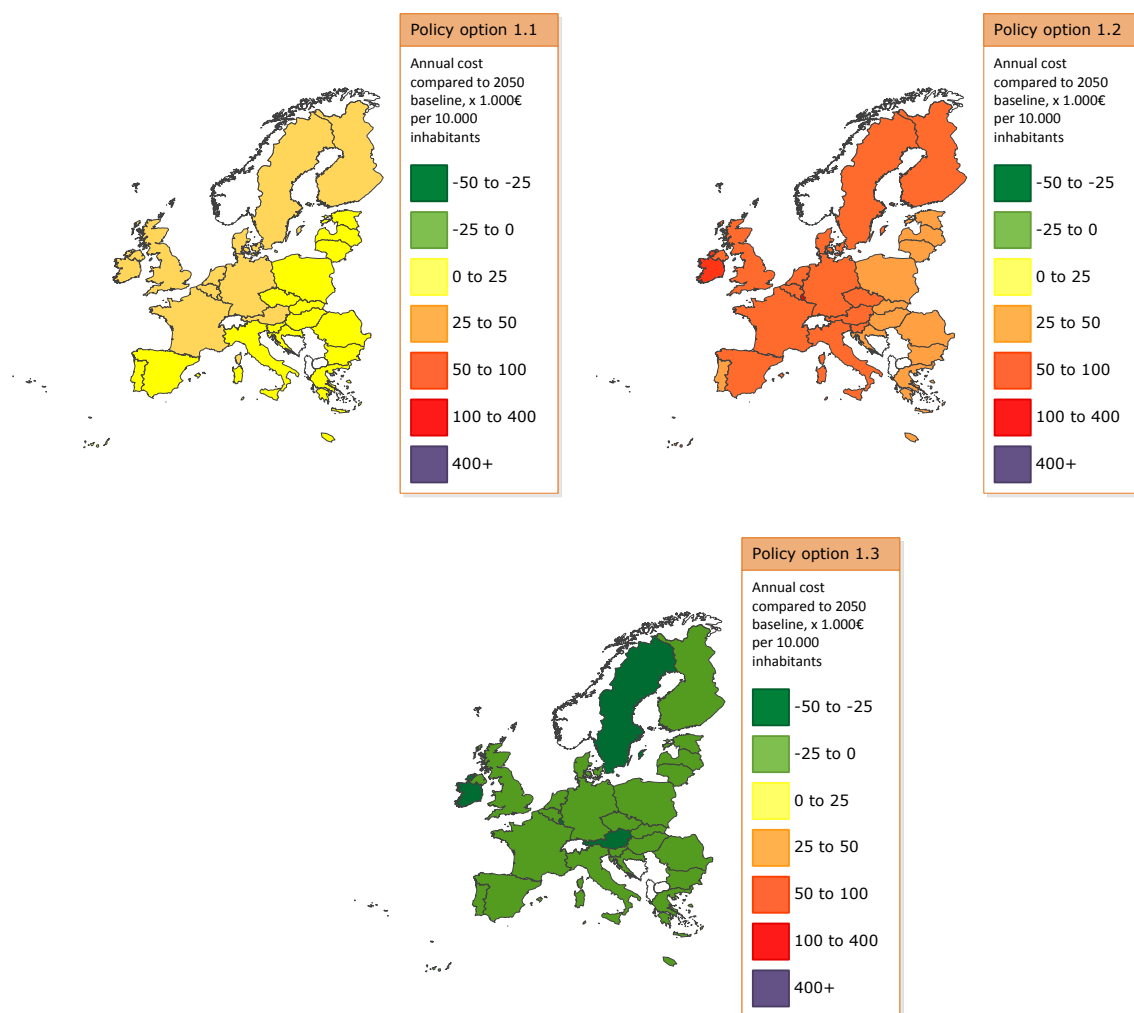 Policy option 1.1
Annual cost
compared to 2050
baseline, x 1.000€
per 10.000
inhabitants
-50 to -25
-25 to 0
0 to 25
25 to 50
50 to 100
100 to 400
400+
Policy option 1.2
Annual cost
compared to 2050
baseline, x 1.000€
per 10.000
inhabitants
-50 to -25
-25 to 0
0 to 25
25 to 50
50 to 100
100 to 400
400+
Policy option 1.3
Annual cost
compared to 2050
baseline, x 1.000€
per 10.000
inhabitants
-50 to -25
-25 to 0
0 to 25
25 to 50
50 to 100
100 to 400
400+